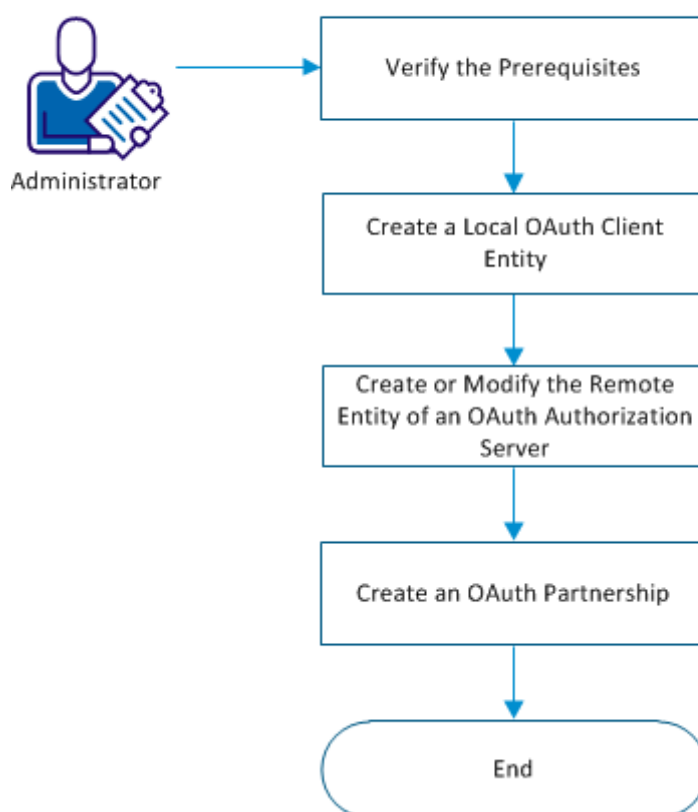 Verify the Prerequisites
Administrator
Create a Local OAuth Client
Entity
Create or Modify the Remote
Entity of an OAuth Authorization
Server
Create an OAuth Partnership
End